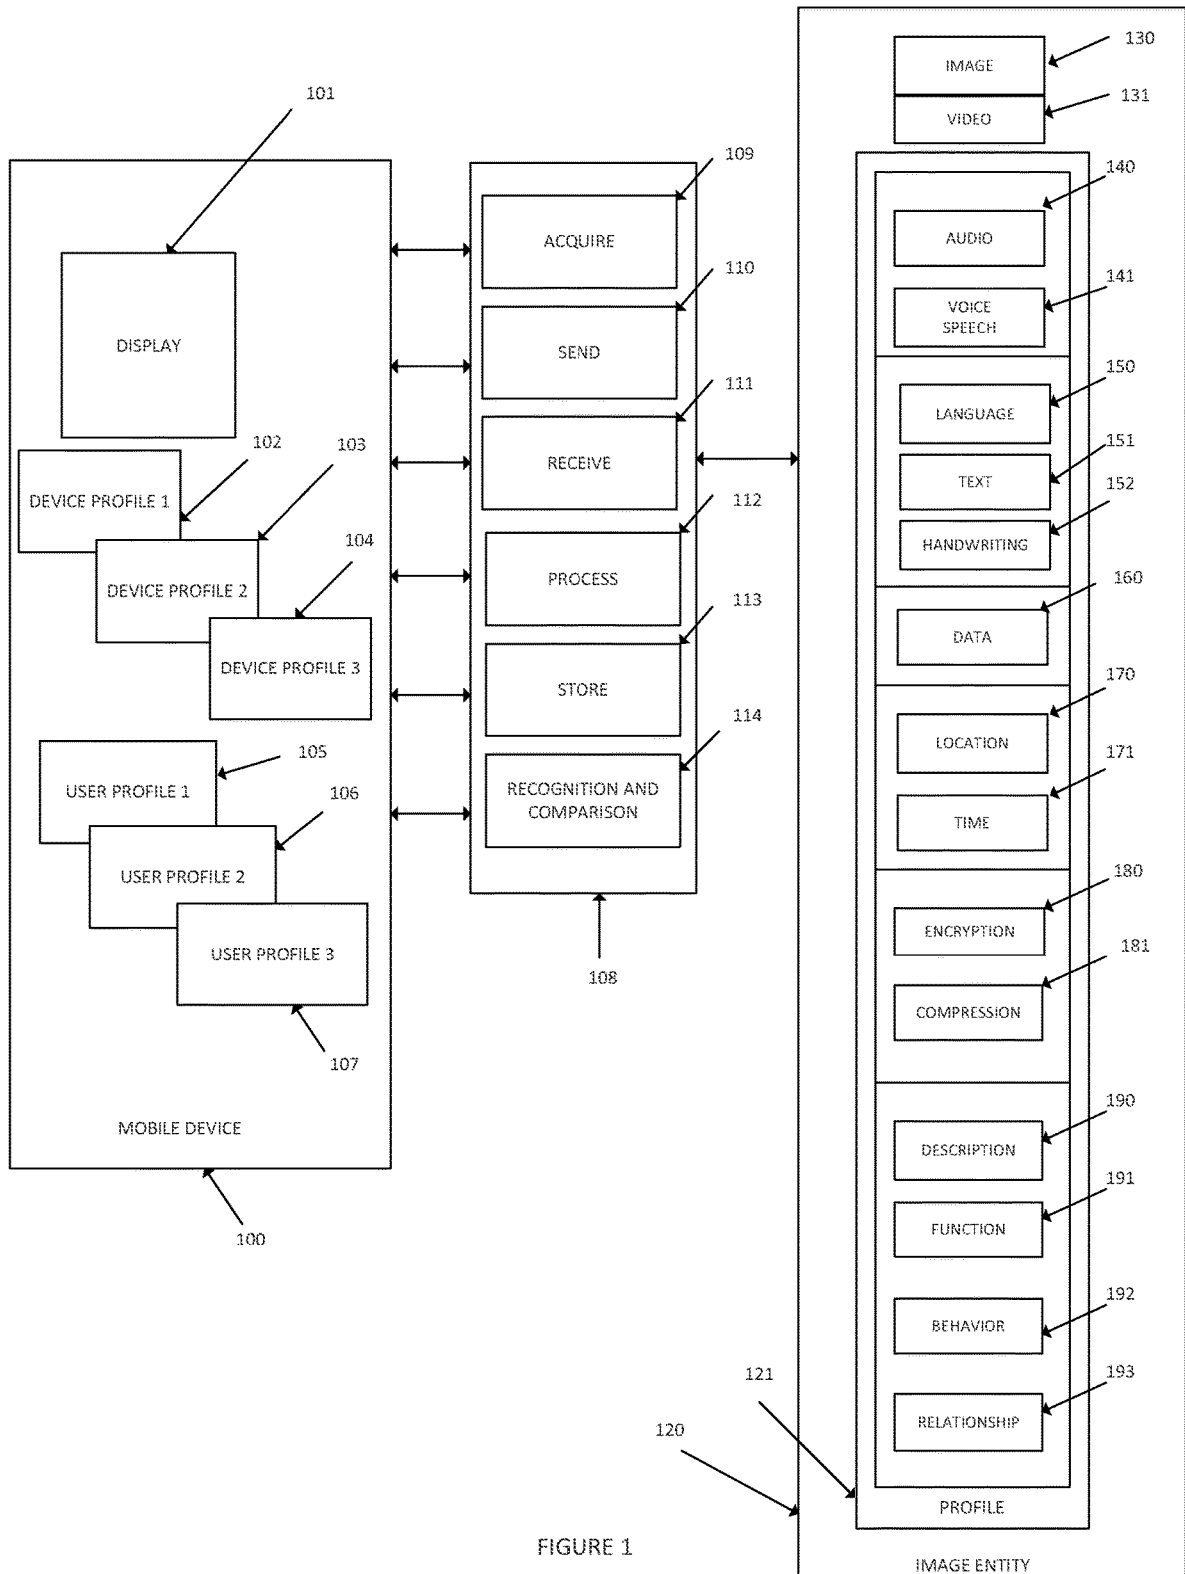 101
DISPLAY
102
DEVICE PROFILE 1
103
DEVICE PROFILE 2
104
DEVICE PROFILE 3
105
USER PROFILE 1
106
USER PROFILE 2
USER PROFILE 3
107
MOBILE DEVICE
100
109
ACQUIRE
110
SEND
111
RECEIVE
112
PROCESS
113
STORE
114
RECOGNITION AND
COMPARISON
108
130
IMAGE
131
VIDEO
140
AUDIO
141
VOICE
SPEECH
150
LANGUAGE
151
TEXT
152
HANDWRITING
160
DATA
170
LOCATION
171
TIME
180
ENCRYPTION
181
COMPRESSION
190
DESCRIPTION
191
FUNCTION
192
BEHAVIOR
193
RELATIONSHIP
121
PROFILE
120
IMAGE ENTITY
FIGURE 1